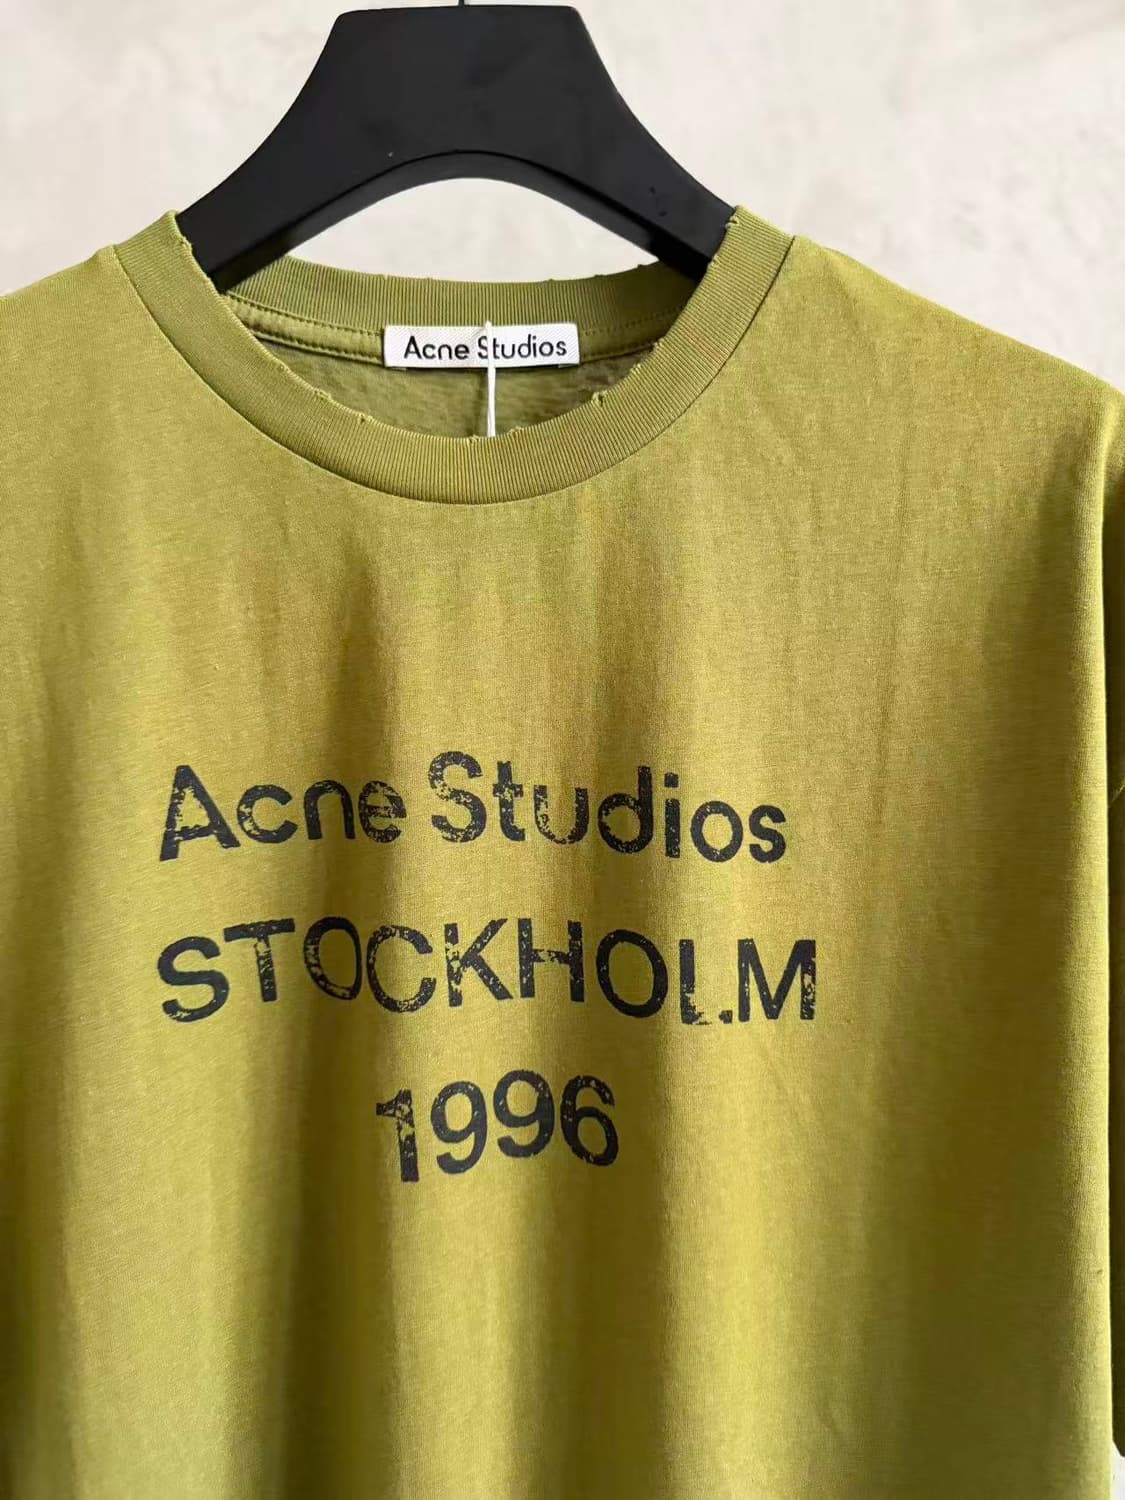 Acne Studios
Acne Studios
STOCKHOLM
1996